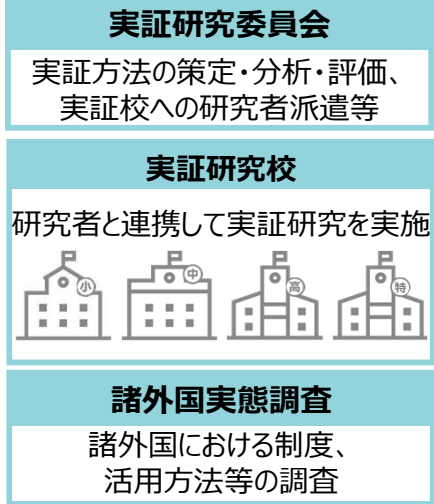 実証研究委員会
実証方法の策定・分析・評価、
実証校への研究者派遣等
実証研究校
研究者と連携して実証研究を実施
小 中 高 特
諸外国実態調査
諸外国における制度、
活用方法等の調査